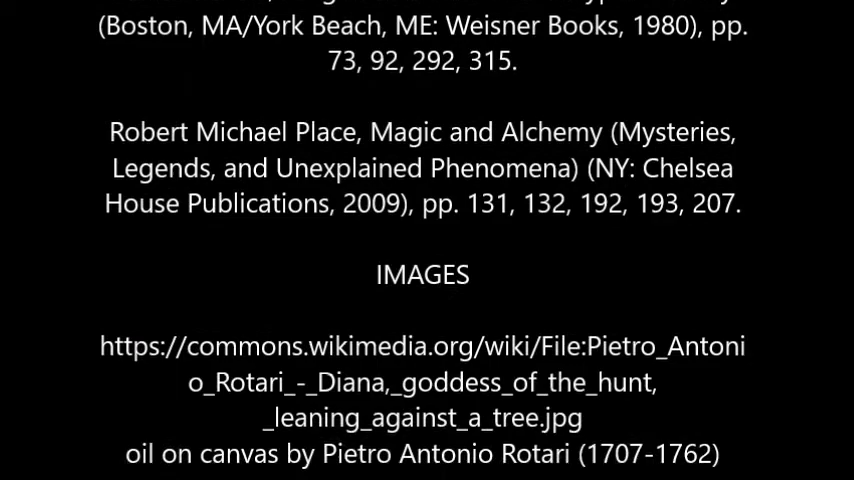 (Boston, MA/York Beach, ME: Weisner Books, 1980), pp.
73, 92, 292, 315.
Robert Michael Place, Magic and Alchemy (Mysteries,
Legends, and Unexplained Phenomena) (NY: Chelsea
House Publications, 2009), pp. 131, 132, 192, 193, 207.
IMAGES
https://commons.wikimedia.org/wiki/File:Pietro_Antoni
o_Rotari_-_Diana,_goddess_of_the_hunt,
_leaning_against_a_tree.jpg
oil on canvas by Pietro Antonio Rotari (1707-1762)